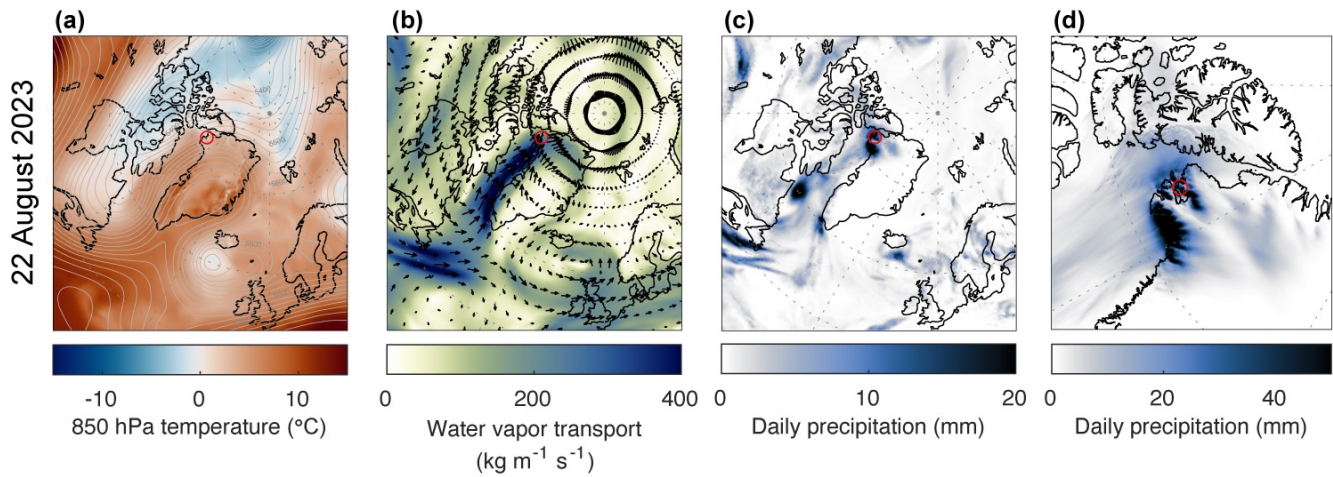 (a)
(b)
(c)
(d)
22 August 2023
-10 0 10
850 hPa temperature (°C)
0 200 400
Water vapor transport
(kg m⁻¹ s⁻¹)
0 10 20
Daily precipitation (mm)
0 20 40
Daily precipitation (mm)